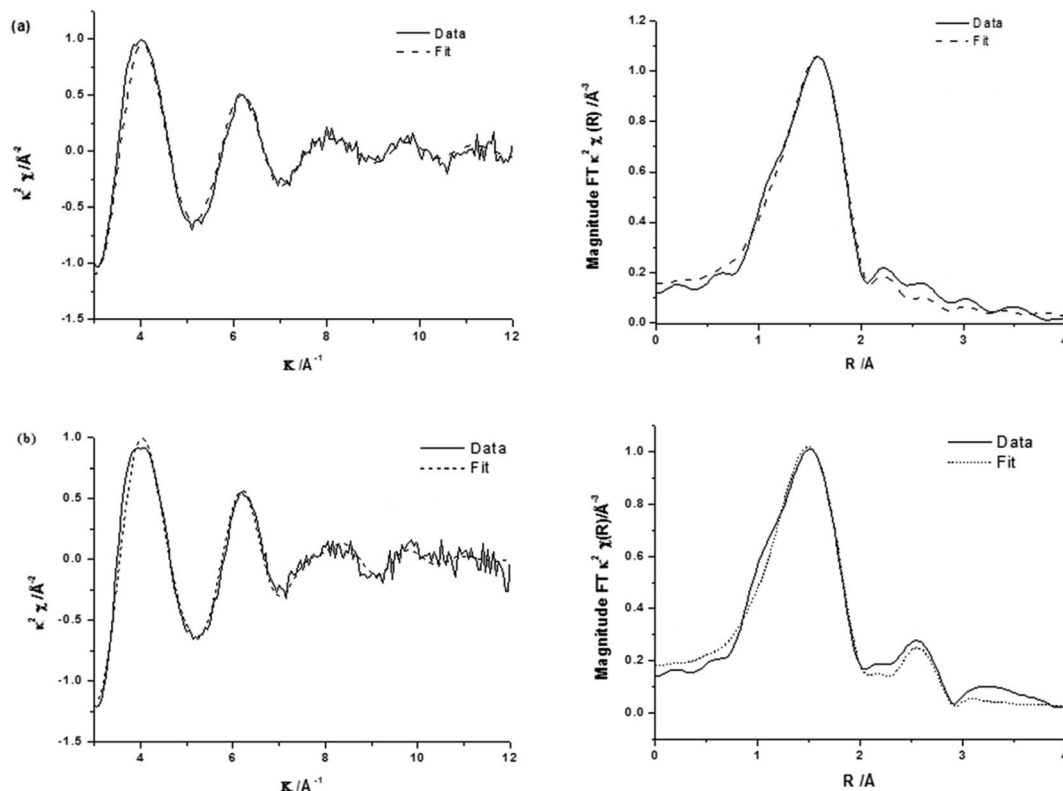 (a)
Data
Fit
κ² χ /Å⁻²
1.0
0.5
0.0
-0.5
-1.0
-1.5
4
6
8
10
12
K /Å⁻¹
Data
Fit
Magnitude FT κ² χ (R) /Å⁻³
1.2
1.0
0.8
0.6
0.4
0.2
0.0
0
1
2
3
4
R /Å
(b)
Data
Fit
κ² χ /Å⁻²
1.0
0.5
0.0
-0.5
-1.0
-1.5
4
6
8
10
12
K /Å⁻¹
Data
Fit
Magnitude FT κ² χ(R)/Å⁻³
1.0
0.8
0.6
0.4
0.2
0.0
0
1
2
3
4
R /Å